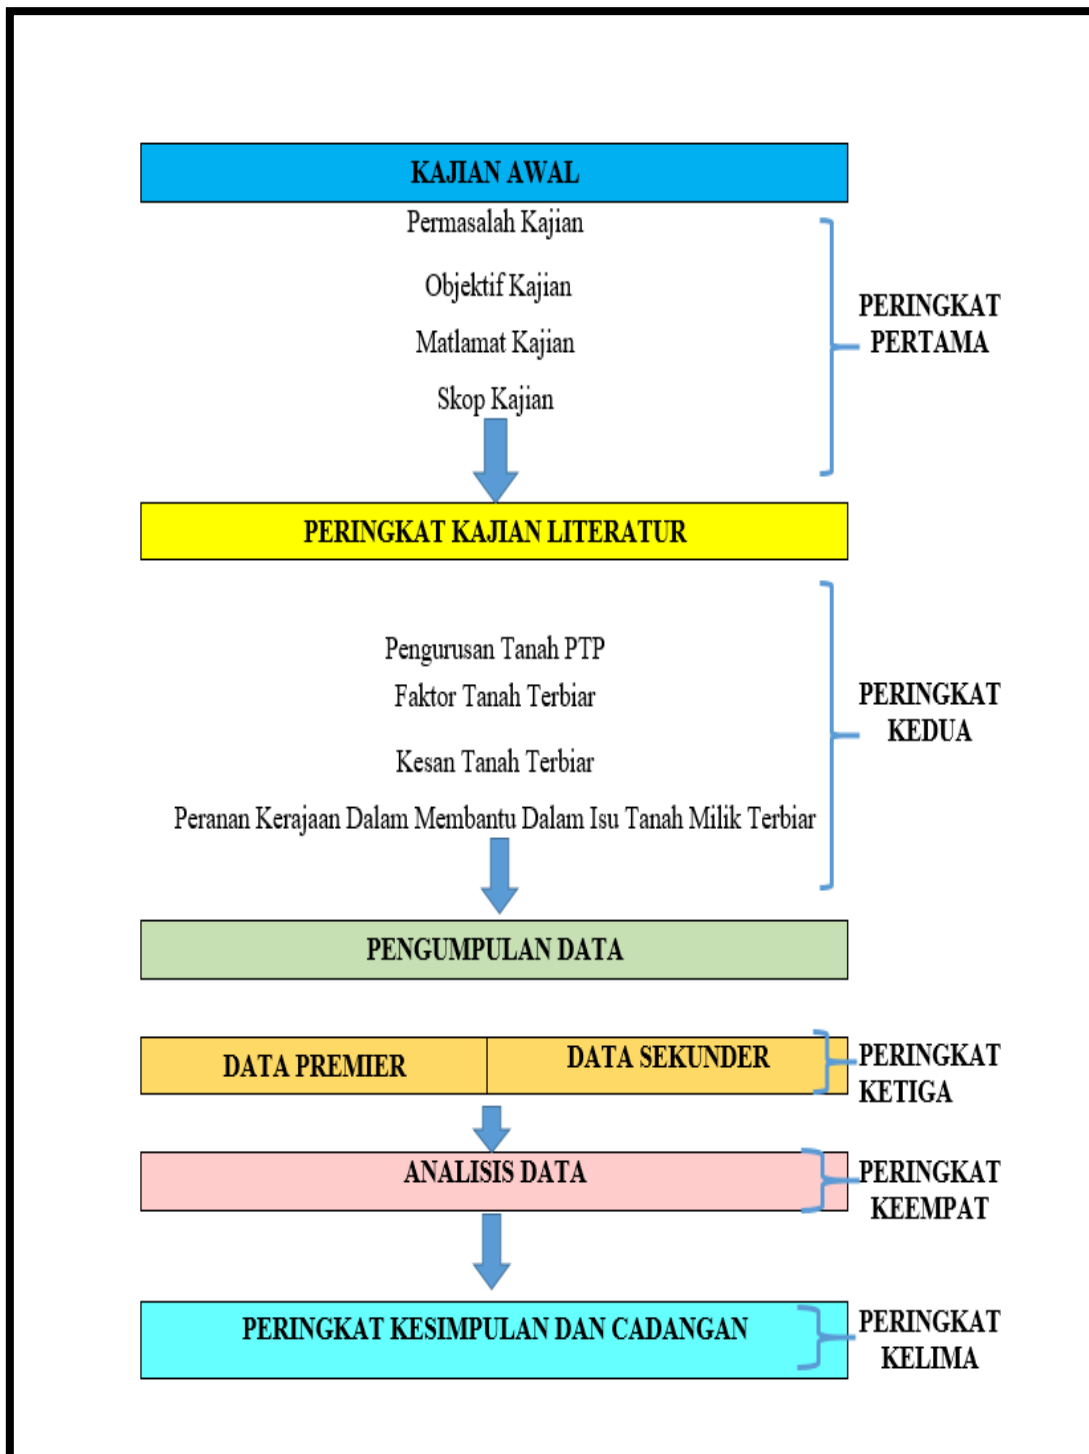 KAJIAN AWAL
Permasalah Kajian
Objektif Kajian
Matlamat Kajian
Skop Kajian
PERINGKAT
PERTAMA
PERINGKAT KAJIAN LITERATUR
Pengurusan Tanah PTP
Faktor Tanah Terbiar
Kesan Tanah Terbiar
Peranan Kerajaan Dalam Membantu Dalam Isu Tanah Milik Terbiar
PERINGKAT
KEDUA
PENGUMPULAN DATA
DATA PREMIER
DATA SEKUNDER
PERINGKAT
KETIGA
ANALISIS DATA
PERINGKAT
KEEMPAT
PERINGKAT KESIMPULAN DAN CADANGAN
PERINGKAT
KELIMA